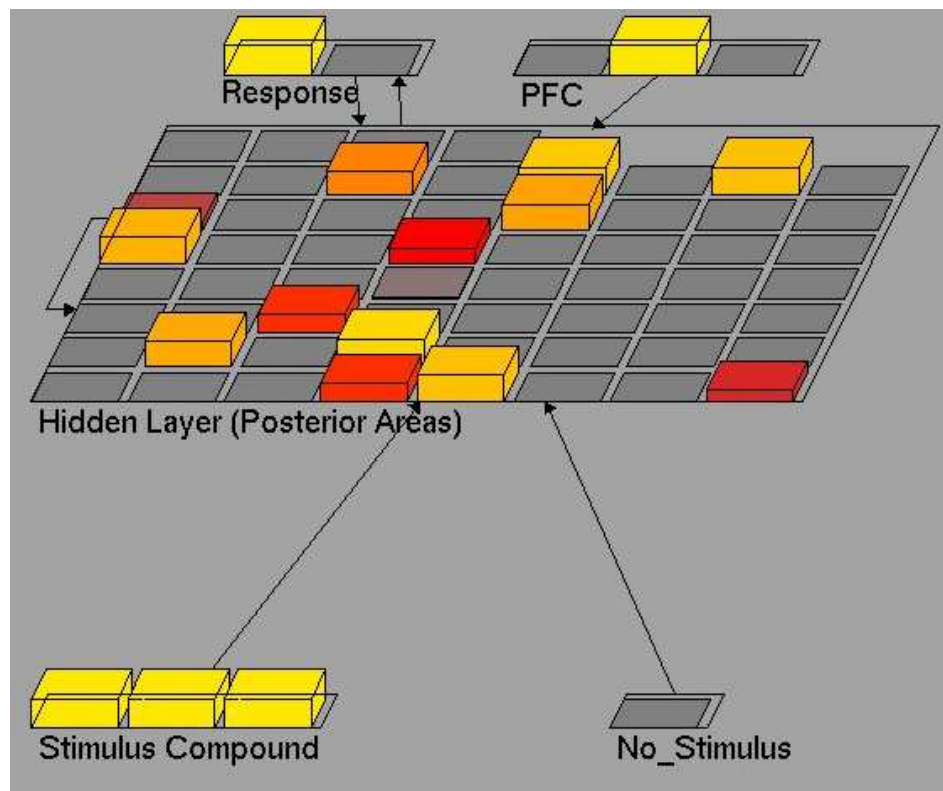 Response
PFC
Hidden Layer (Posterior Areas)
Stimulus Compound
No_Stimulus